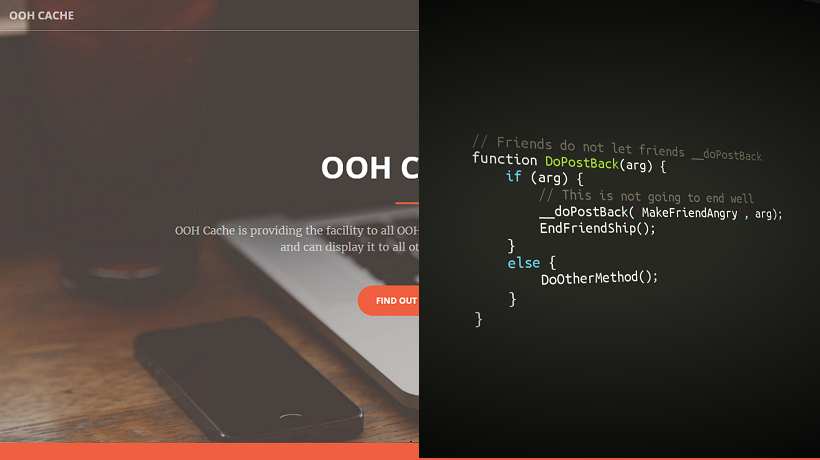 OOH CACHE
OOH C
OOH Cache is providing the facility to all OOH
and can display it to all ot
FIND OUT
// Friends do not let friends __doPostBack
function DoPostBack(arg) {
if (arg) {
// This is not going to end well
__doPostBack('MakeFriendAngry', arg);
EndFriendShip();
}
else {
DoOtherMethod();
}
}